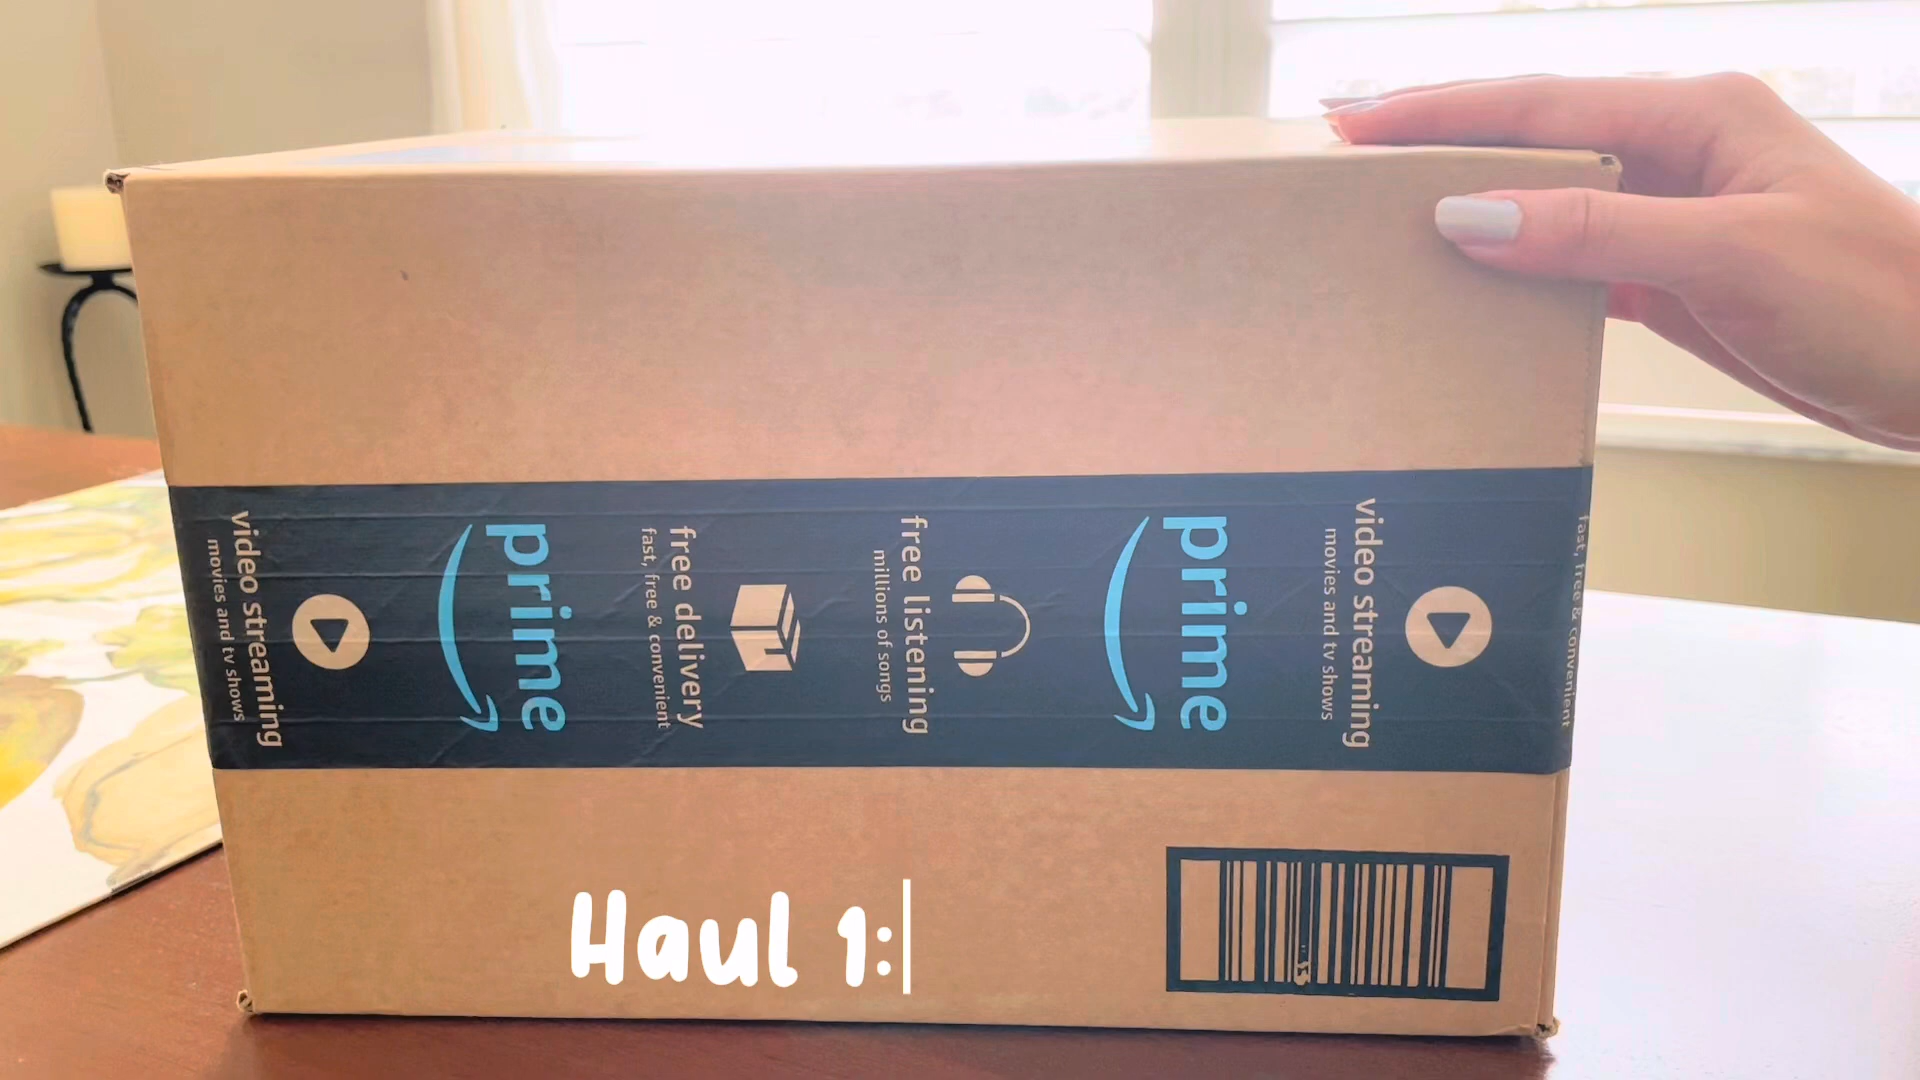 video streaming
movies and tv shows
prime
free delivery
fast, free & convenient
free listening
millions of songs
prime
video streaming
movies and tv shows
fast, free & convenient
Haul 1: